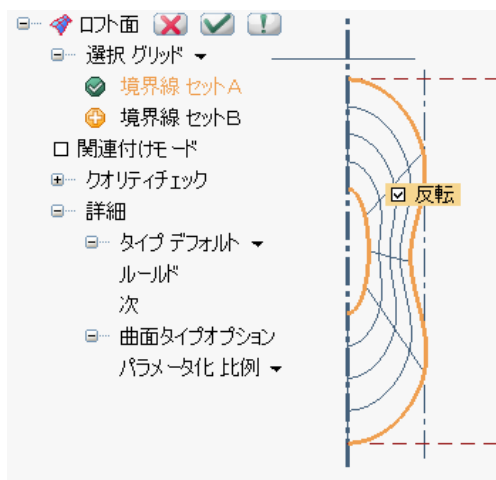 ロフト面
選択 グリッド
境界線 セットA
境界線 セットB
関連付けモード
クオリティチェック
反転
詳細
タイプ デフォルト
ルールド
次
曲面タイプオプション
パラメータ化 比例